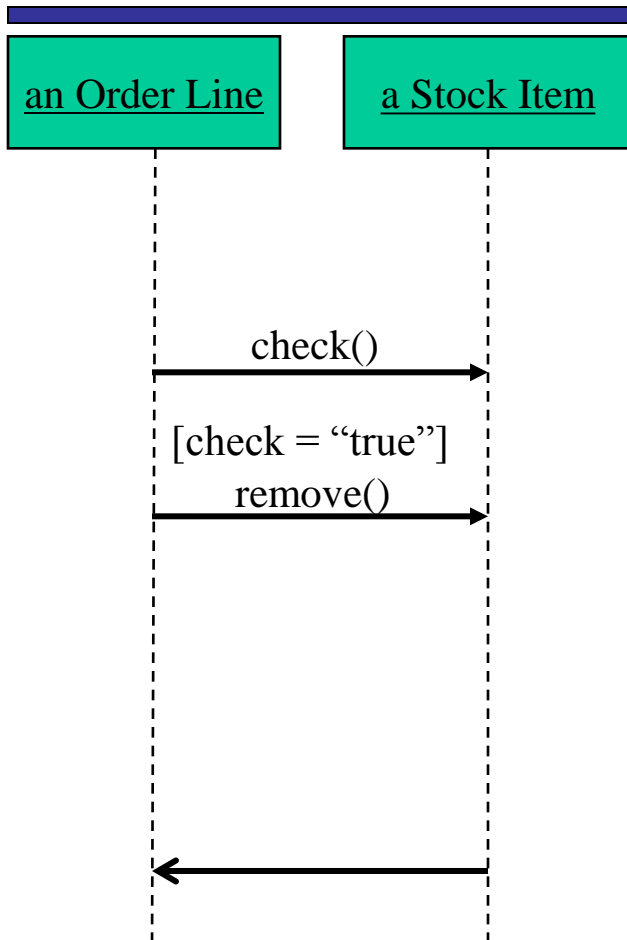 an Order Line
a Stock Item
check()
[check = “true”]
remove()